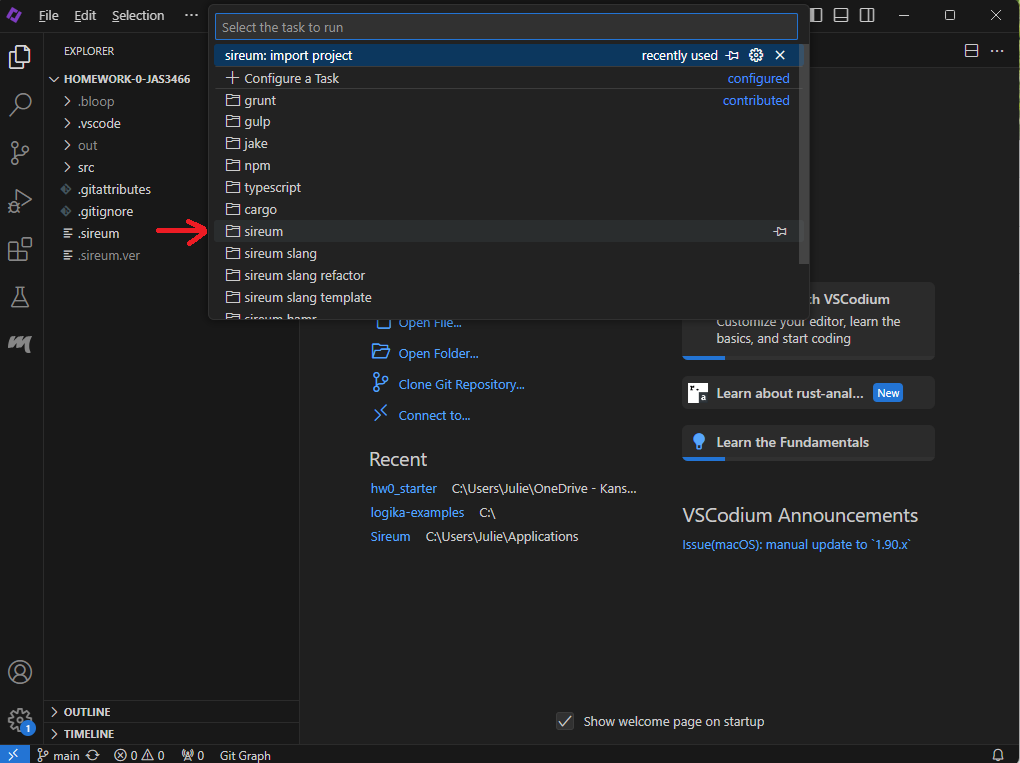 File Edit Selection ···
Select the task to run
EXPLORER
sireum: import project recently used
HOMEWORK-0-JAS3466
Configure a Task configured
.bloop
grunt contributed
.vscode
gulp
out
jake
src
npm
.gitattributes
typescript
.gitignore
cargo
.sireum
sireum
.sireum.ver
sireum slang
sireum slang refactor
sireum slang template
sireum hamr
Open File...
Open Folder...
Clone Git Repository...
Connect to...
Recent
hw0_starter C:\Users\Julie\OneDrive - Kans...
logika-examples C:\
Sireum C:\Users\Julie\Applications
h VSCodium
Customize your editor, learn the
basics, and start coding
r.
a
Learn about rust-anal... New
Learn the Fundamentals
VSCodium Announcements
Issue(macOS): manual update to `1.90.x`
OUTLINE
TIMELINE
Show welcome page on startup
1
main 0 0 0 Git Graph